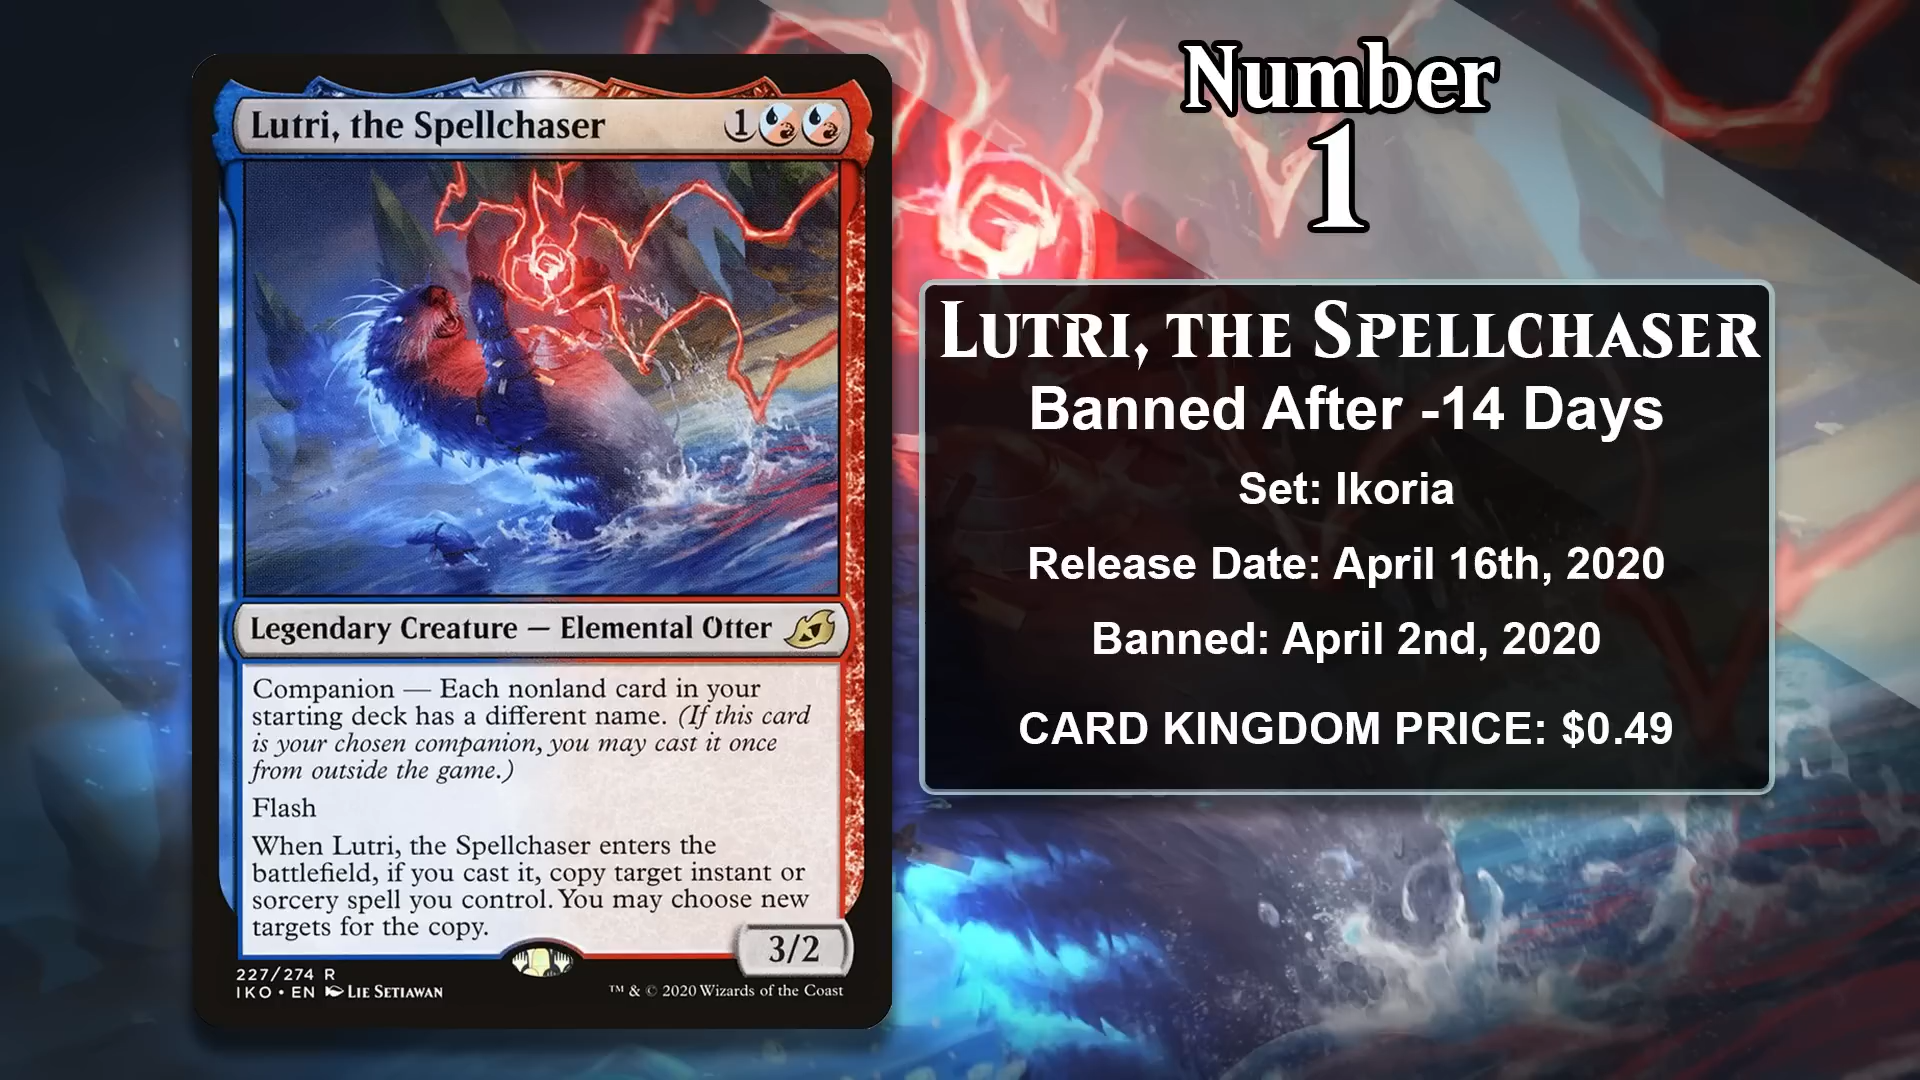 Lutri, the Spellchaser
1
Legendary Creature — Elemental Otter
Companion — Each nonland card in your
starting deck has a different name. (If this card
is your chosen companion, you may cast it once
from outside the game.)
Flash
When Lutri, the Spellchaser enters the
battlefield, if you cast it, copy target instant or
sorcery spell you control. You may choose new
targets for the copy.
3/2
227/274 R
IKO • EN LIE SETIAWAN
™ & © 2020 Wizards of the Coast
Number
1
LUTRI, THE SPELLCHASER
Banned After -14 Days
Set: Ikoria
Release Date: April 16th, 2020
Banned: April 2nd, 2020
CARD KINGDOM PRICE: $0.49